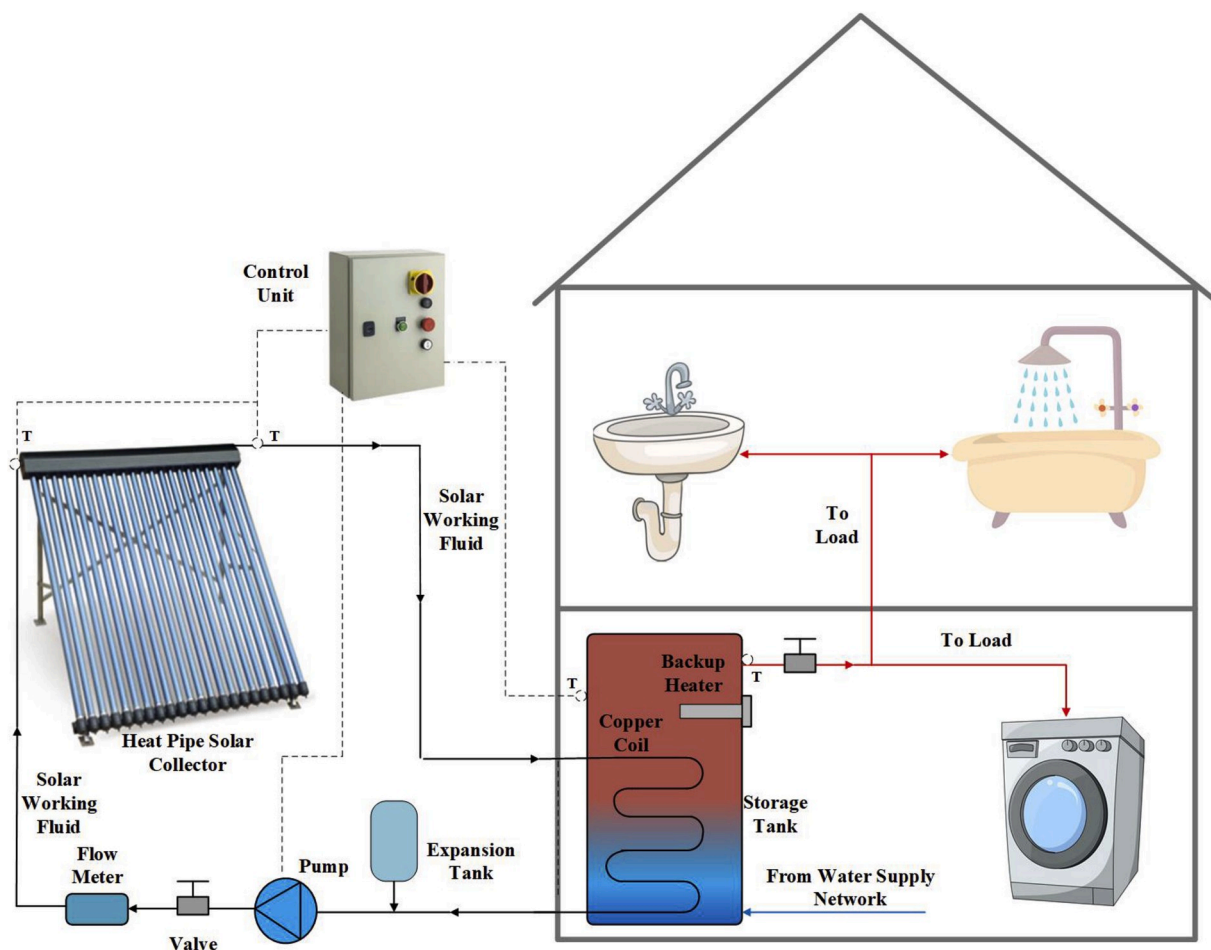 Control
Unit
T
T
Solar
Working
Fluid
To
Load
To Load
Backup
Heater
T
T
Copper
Coil
Heat Pipe Solar
Collector
Solar
Working
Fluid
Storage
Tank
Expansion
Tank
Flow
Meter
Pump
From Water Supply
Network
Valve